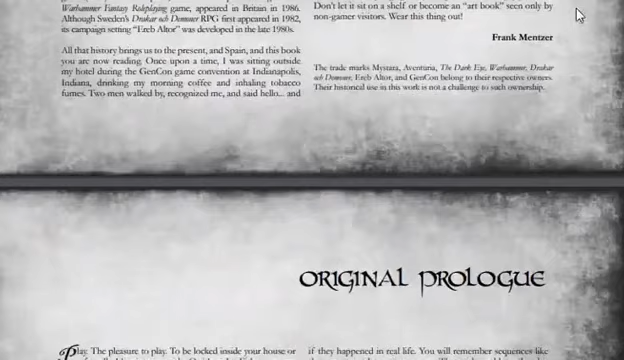 Warhammer Fantasy Roleplaying game, appeared in Britain in 1986.
Although Sweden's Drakar och Demoner RPG first appeared in 1982,
its campaign setting "Ereb Altor" was developed in the late 1980s.
All that history brings us to the present, and Spain, and this book
you are now reading. Once upon a time, I was sitting outside
my hotel during the GenCon game convention at Indianapolis,
Indiana, drinking my morning coffee and inhaling tobacco
fumes. Two men walked by, recognized me, and said hello... and
Don't let it sit on a shelf or become an "art book" seen only by
non-gamer visitors. Wear this thing out!
Frank Mentzer
The trade marks Mystara, Aventuria, The Dark Eye, Warhammer, Drakar
och Demoner, Ereb Altor, and GenCon belong to their respective owners.
Their historical use in this work is not a challenge to such ownership.
ORIGINAL PROLOGUE
Play. The pleasure to play. To be locked inside your house or
if they happened in real life. You will remember sequences like